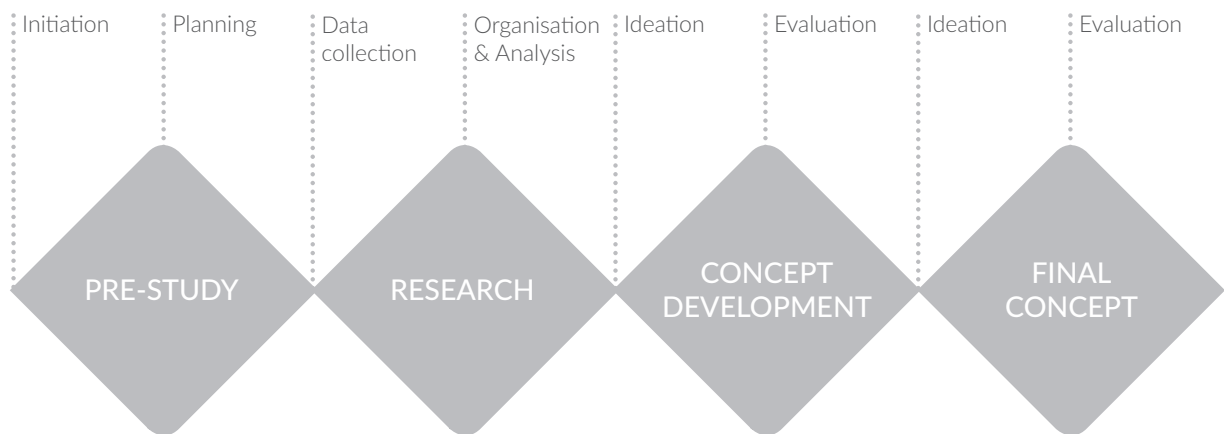 Initiation
Planning
Data
collection
Organisation
& Analysis
Ideation
Evaluation
Ideation
Evaluation
PRE-STUDY
RESEARCH
CONCEPT
DEVELOPMENT
FINAL
CONCEPT